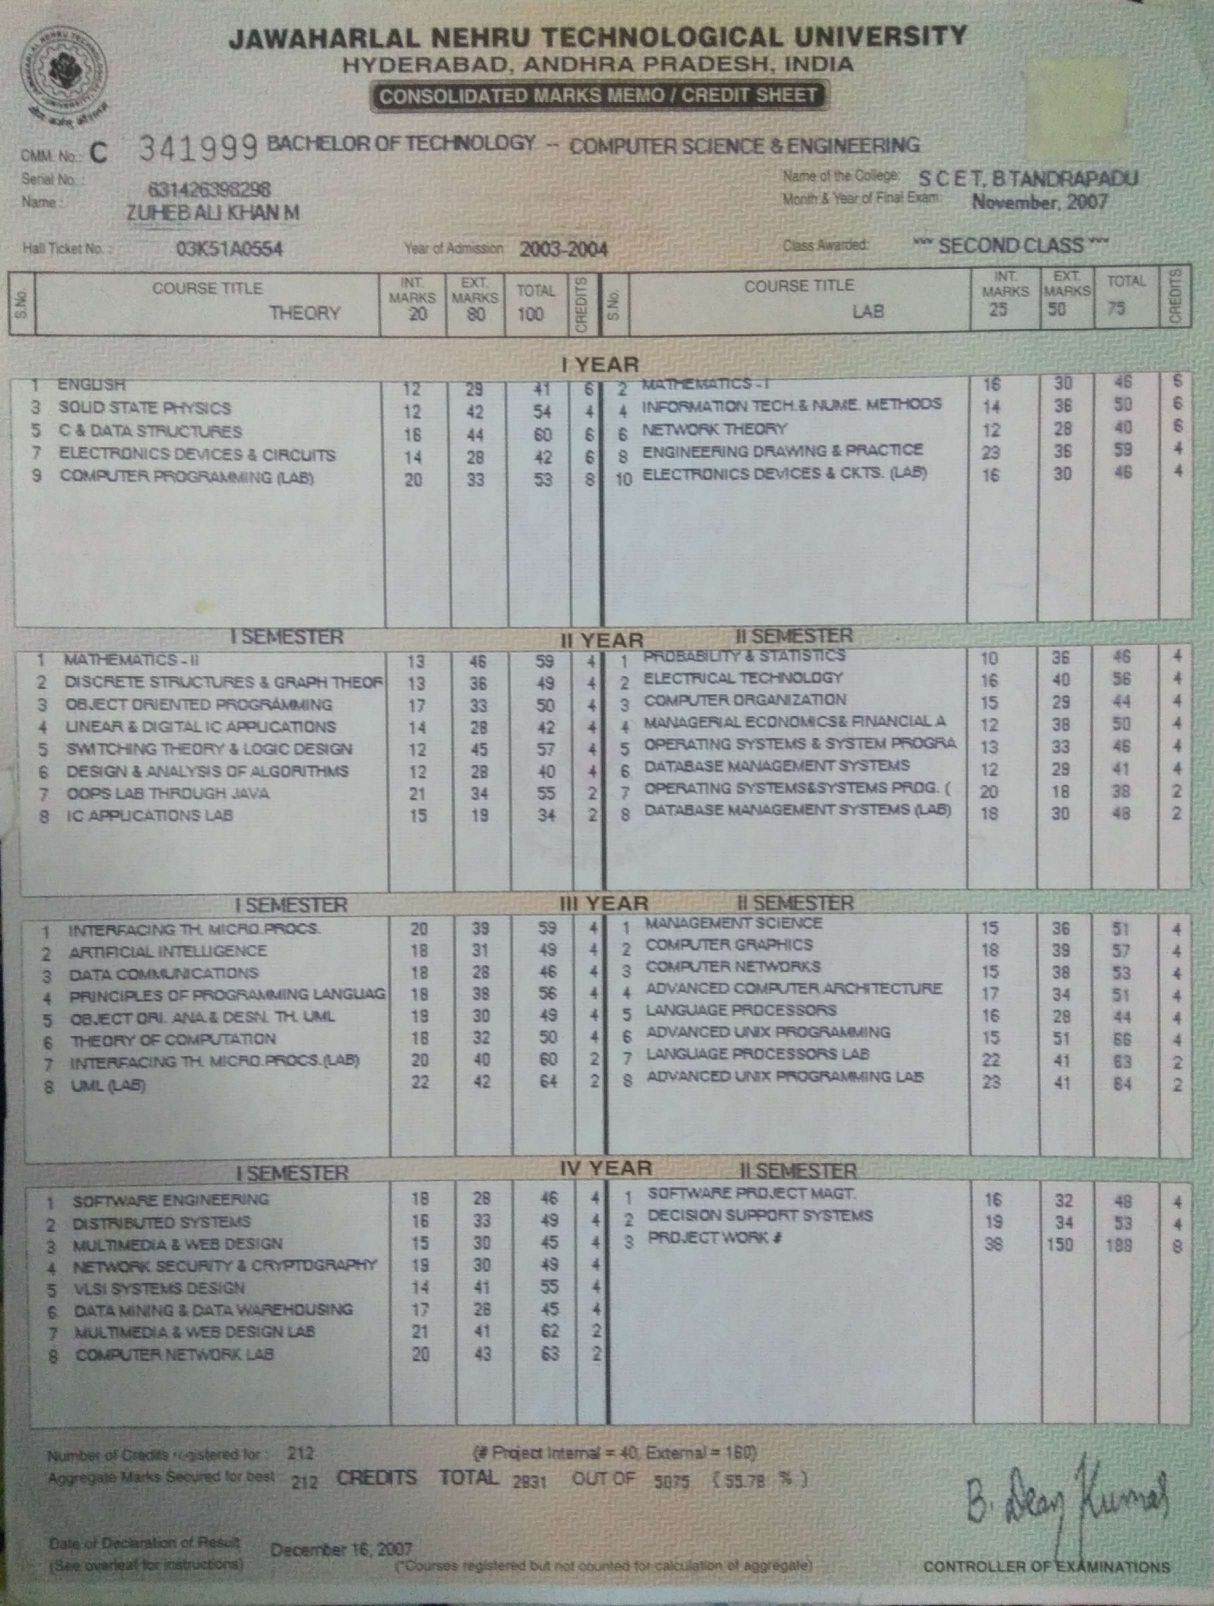 JAWAHARLAL NEHRU TECHNOLOGICAL UNIVERSITY
HYDERABAD, ANDHRA PRADESH, INDIA
CONSOLIDATED MARKS MEMO / CREDIT SHEET
CMM. No.: C 341999 BACHELOR OF TECHNOLOGY -- COMPUTER SCIENCE & ENGINEERING
Serial No. : 631426398298 Name of the College: S C E T, B TANDRAPADU
Name : ZUHEB ALI KHAN M Month & Year of Final Exam: November, 2007
Hall Ticket No. : 03K51A0554 Year of Admission 2003-2004 Class Awarded: *** SECOND CLASS ***
S.No. COURSE TITLE THEORY INT. MARKS 20 EXT. MARKS 80 TOTAL 100 CREDITS S.No. COURSE TITLE LAB INT. MARKS 25 EXT. MARKS 50 TOTAL 75 CREDITS
I YEAR
1 ENGLISH 12 29 41 6 2 MATHEMATICS - I 16 30 46 6
3 SOLID STATE PHYSICS 12 42 54 4 4 INFORMATION TECH.& NUME. METHODS 14 36 50 6
5 C & DATA STRUCTURES 16 44 60 6 6 NETWORK THEORY 12 28 40 6
7 ELECTRONICS DEVICES & CIRCUITS 14 28 42 6 8 ENGINEERING DRAWING & PRACTICE 23 36 59 4
9 COMPUTER PROGRAMMING (LAB) 20 33 53 8 10 ELECTRONICS DEVICES & CKTS. (LAB) 16 30 46 4
I SEMESTER II YEAR II SEMESTER
1 MATHEMATICS - II 13 46 59 4 1 PROBABILITY & STATISTICS 10 36 46 4
2 DISCRETE STRUCTURES & GRAPH THEOR 13 36 49 4 2 ELECTRICAL TECHNOLOGY 16 40 56 4
3 OBJECT ORIENTED PROGRAMMING 17 33 50 4 3 COMPUTER ORGANIZATION 15 29 44 4
4 LINEAR & DIGITAL IC APPLICATIONS 14 28 42 4 4 MANAGERIAL ECONOMICS& FINANCIAL A 12 38 50 4
5 SWITCHING THEORY & LOGIC DESIGN 12 45 57 4 5 OPERATING SYSTEMS & SYSTEM PROGRA 13 33 46 4
6 DESIGN & ANALYSIS OF ALGORITHMS 12 28 40 4 6 DATABASE MANAGEMENT SYSTEMS 12 29 41 4
7 OOPS LAB THROUGH JAVA 21 34 55 2 7 OPERATING SYSTEMS&SYSTEMS PROG. ( 20 18 38 2
8 IC APPLICATIONS LAB 15 19 34 2 8 DATABASE MANAGEMENT SYSTEMS (LAB) 18 30 48 2
I SEMESTER III YEAR II SEMESTER
1 INTERFACING TH. MICRO.PROCS. 20 39 59 4 1 MANAGEMENT SCIENCE 15 36 51 4
2 ARTIFICIAL INTELLIGENCE 18 31 49 4 2 COMPUTER GRAPHICS 18 39 57 4
3 DATA COMMUNICATIONS 18 28 46 4 3 COMPUTER NETWORKS 15 38 53 4
4 PRINCIPLES OF PROGRAMMING LANGUAG 18 38 56 4 4 ADVANCED COMPUTER ARCHITECTURE 17 34 51 4
5 OBJECT ORI. ANA.& DESN. TH. UML 19 30 49 4 5 LANGUAGE PROCESSORS 16 28 44 4
6 THEORY OF COMPUTATION 18 32 50 4 6 ADVANCED UNIX PROGRAMMING 15 51 66 4
7 INTERFACING TH. MICRO.PROCS.(LAB) 20 40 60 2 7 LANGUAGE PROCESSORS LAB 22 41 63 2
8 UML (LAB) 22 42 64 2 8 ADVANCED UNIX PROGRAMMING LAB 23 41 64 2
I SEMESTER IV YEAR II SEMESTER
1 SOFTWARE ENGINEERING 18 28 46 4 1 SOFTWARE PROJECT MAGT. 16 32 48 4
2 DISTRIBUTED SYSTEMS 16 33 49 4 2 DECISION SUPPORT SYSTEMS 19 34 53 4
3 MULTIMEDIA & WEB DESIGN 15 30 45 4 3 PROJECT WORK # 38 150 188 8
4 NETWORK SECURITY & CRYPTOGRAPHY 19 30 49 4
5 VLSI SYSTEMS DESIGN 14 41 55 4
6 DATA MINING & DATA WAREHOUSING 17 28 45 4
7 MULTIMEDIA & WEB DESIGN LAB 21 41 62 2
8 COMPUTER NETWORK LAB 20 43 63 2
Number of Credits registered for : 212 (# Project Internal = 40, External = 160)
Aggregate Marks Secured for best 212 CREDITS TOTAL 2831 OUT OF 5075 ( 55.78 % )
B. Dean Kumar
Date of Declaration of Result December 16, 2007
(See overleaf for instructions) (*Courses registered but not counted for calculation of aggregate) CONTROLLER OF EXAMINATIONS